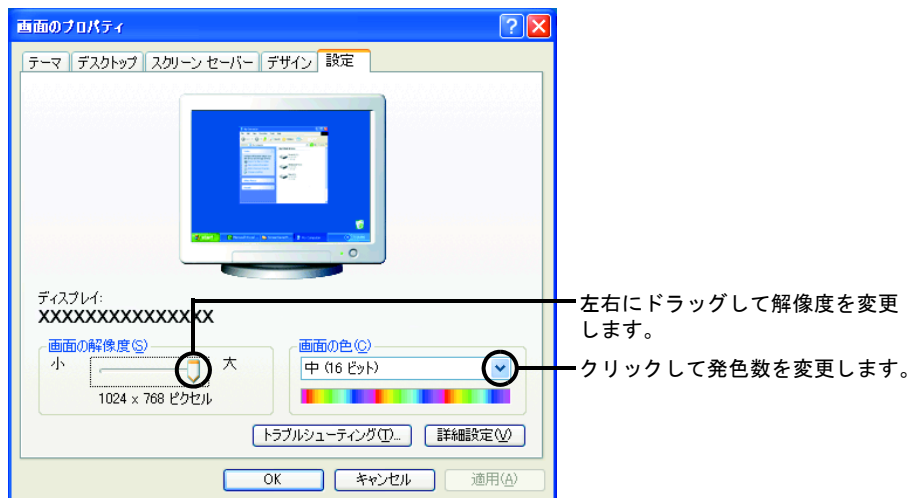 画面のプロパティ
テーマ デスクトップ スクリーン セーバー デザイン 設定
ディスプレイ:
XXXXXXXXXXXXXXX
画面の解像度(S)
小 大
1024 x 768 ピクセル
画面の色(C)
中 (16 ビット)
左右にドラッグして解像度を変更
します。
クリックして発色数を変更します。
トラブルシューティング(T)... 詳細設定(V)
OK キャンセル 適用(A)